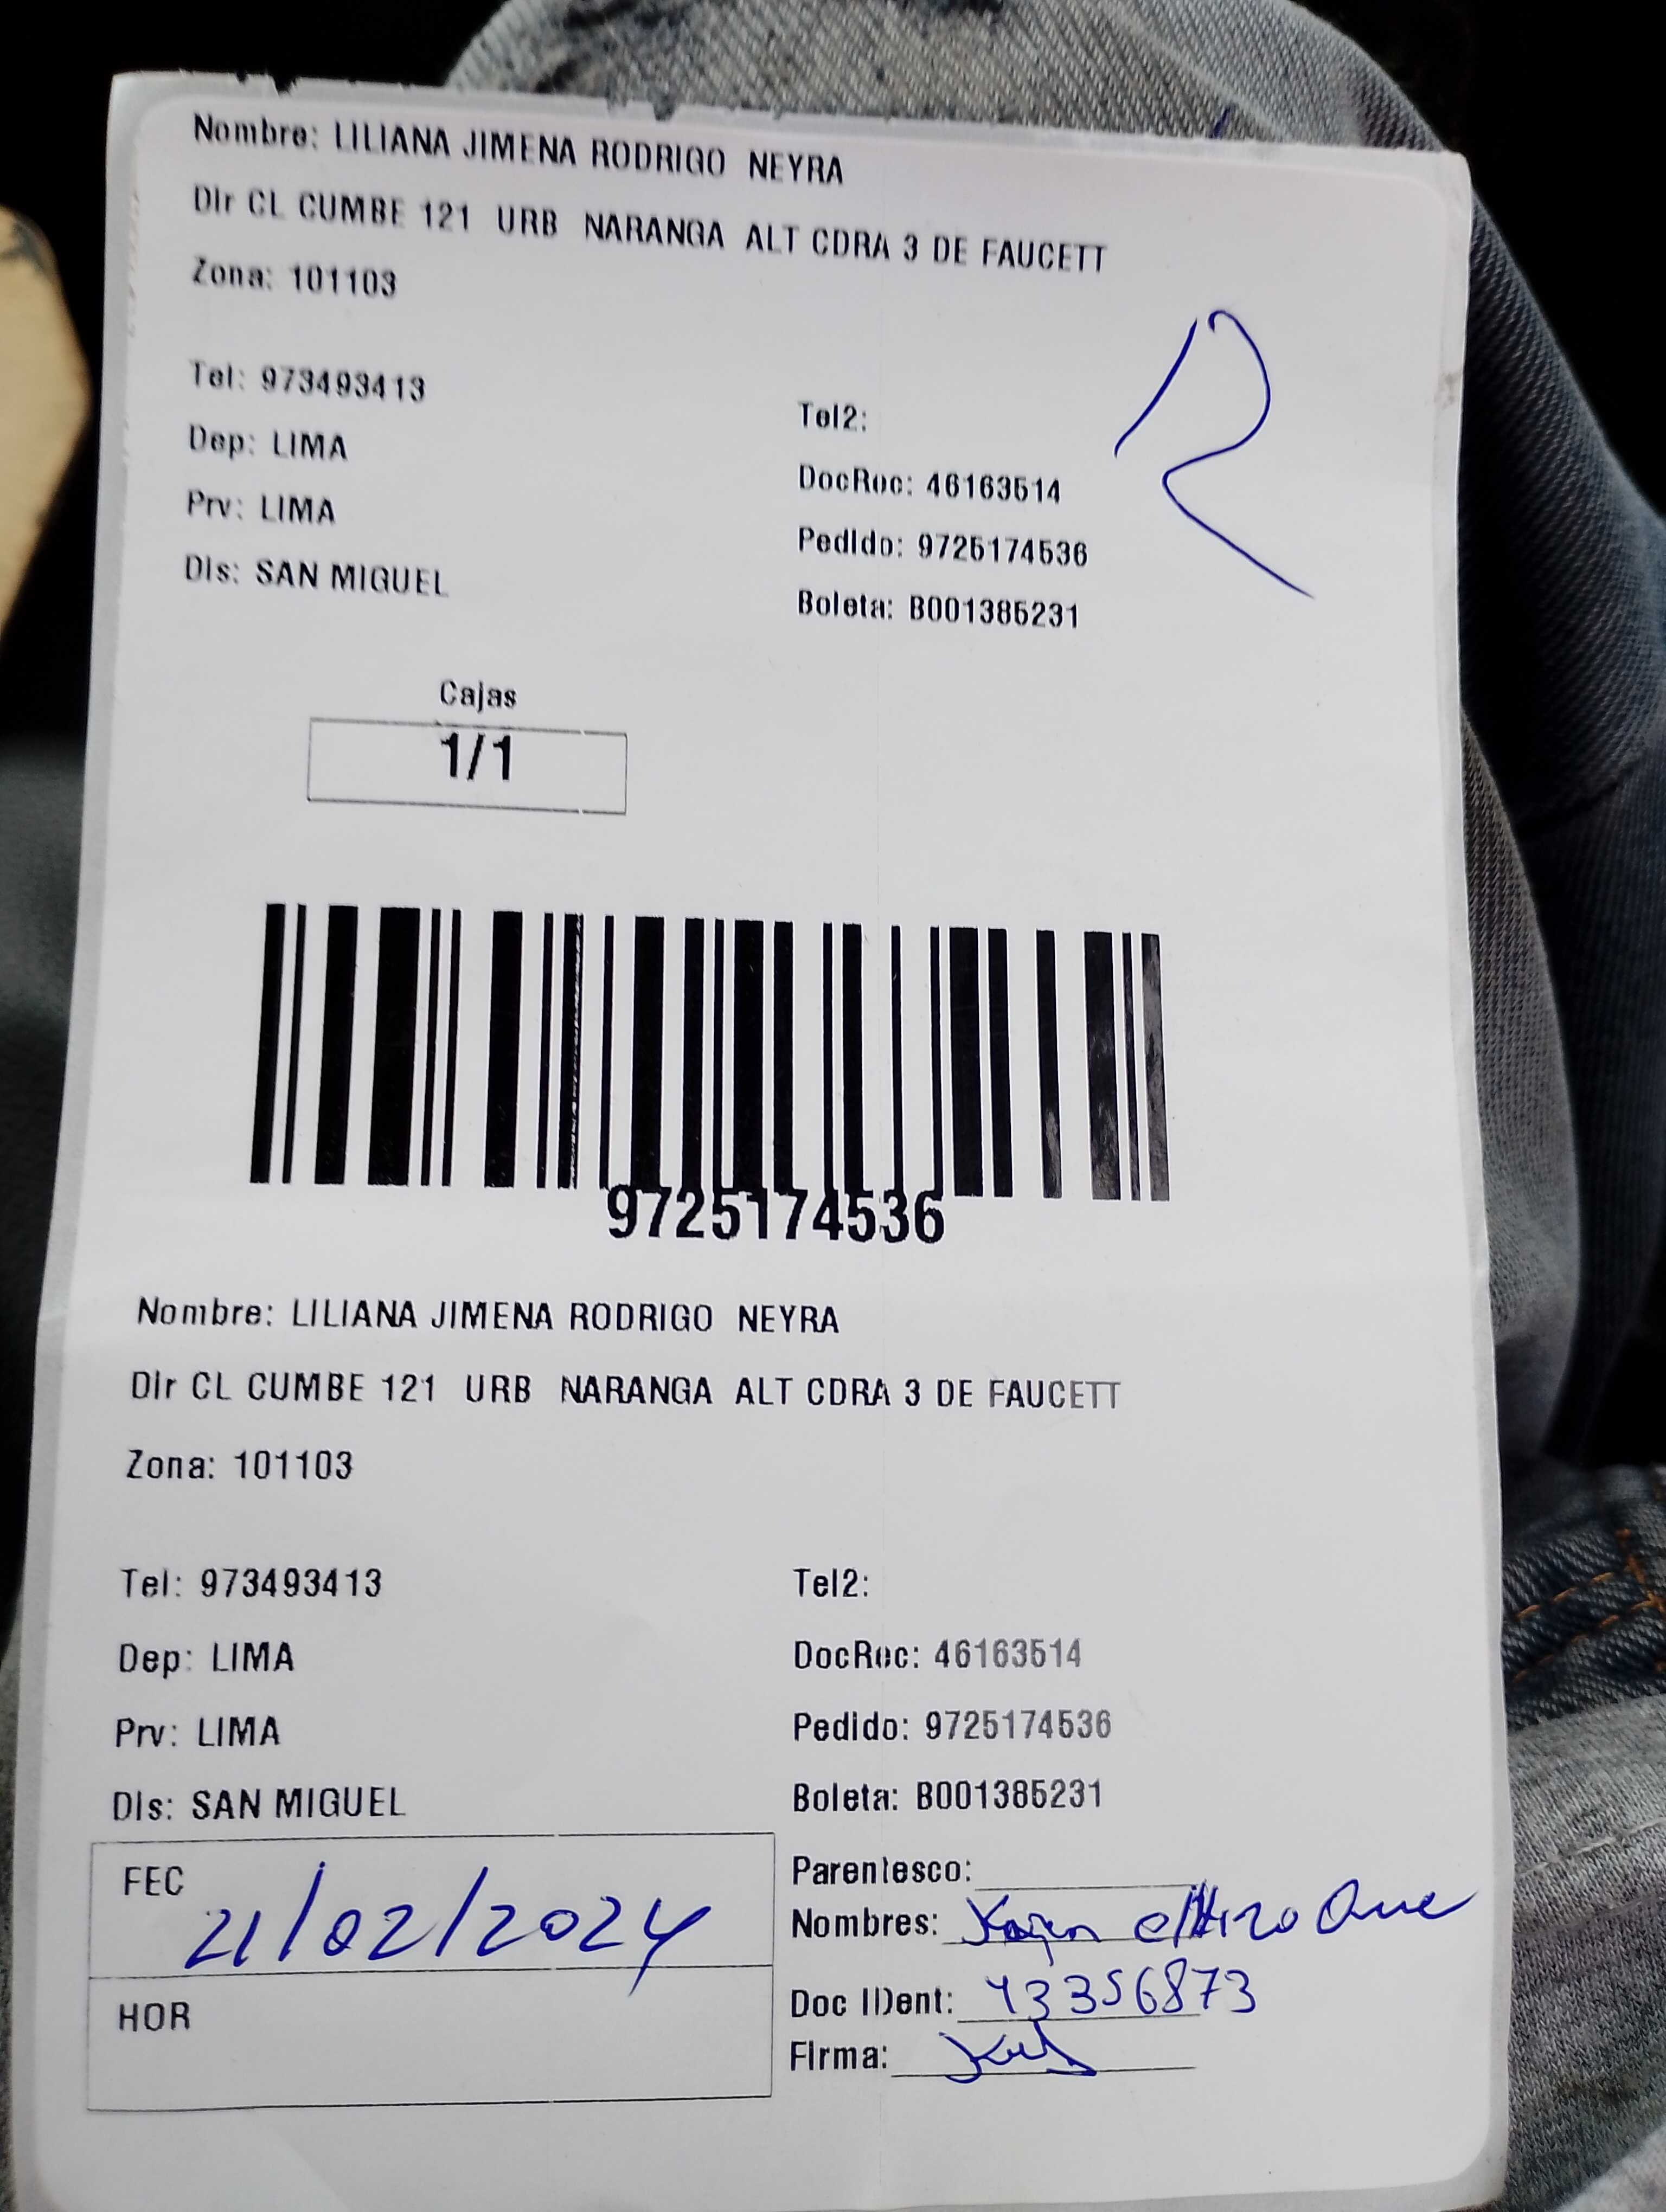 Nombre: LILIANA JIMENA RODRIGO NEYRA
Dir CL CUMBE 121 URB NARANGA ALT CDRA 3 DE FAUCETT
Zona: 101103
Tel: 973493413
Tel2:
Dep: LIMA
DocRec: 46163514
Prv: LIMA
Pedido: 9725174536
Dis: SAN MIGUEL
Boleta: B001385231
R
Cajas
1/1
9725174536
Nombre: LILIANA JIMENA RODRIGO NEYRA
Dir CL CUMBE 121 URB NARANGA ALT CDRA 3 DE FAUCETT
Zona: 101103
Tel: 973493413
Tel2:
Dep: LIMA
DocRec: 46163514
Prv: LIMA
Pedido: 9725174536
Dis: SAN MIGUEL
Boleta: B001385231
FEC 21/02/2024
HOR
Parentesco:
Nombres: Karen
Doc IDent: 43356873
Firma: